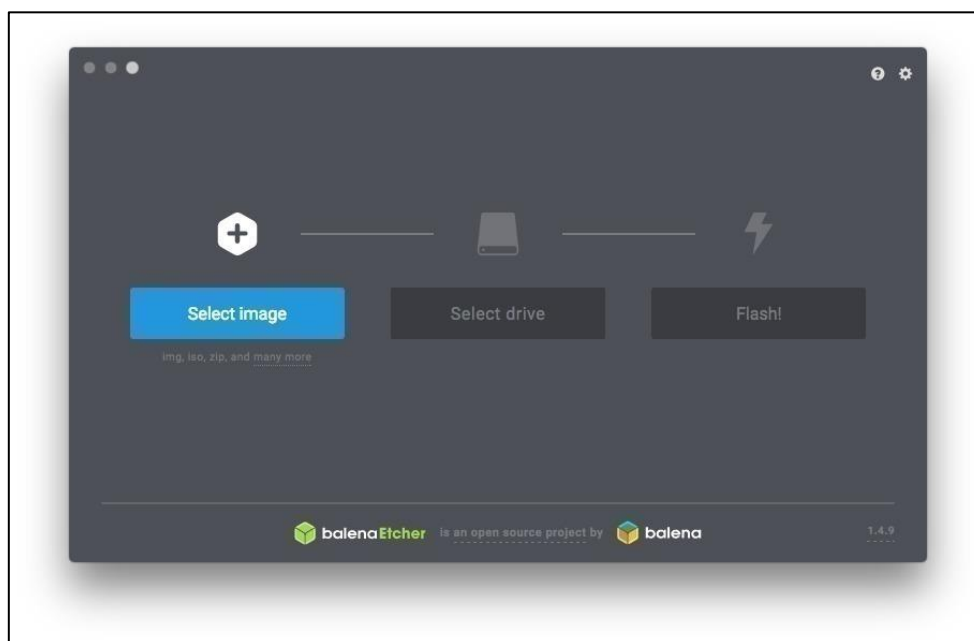 Select image
Select drive
Flash!
img, iso, zip, and many more
balenaEtcher is an open source project by balena
1.4.9